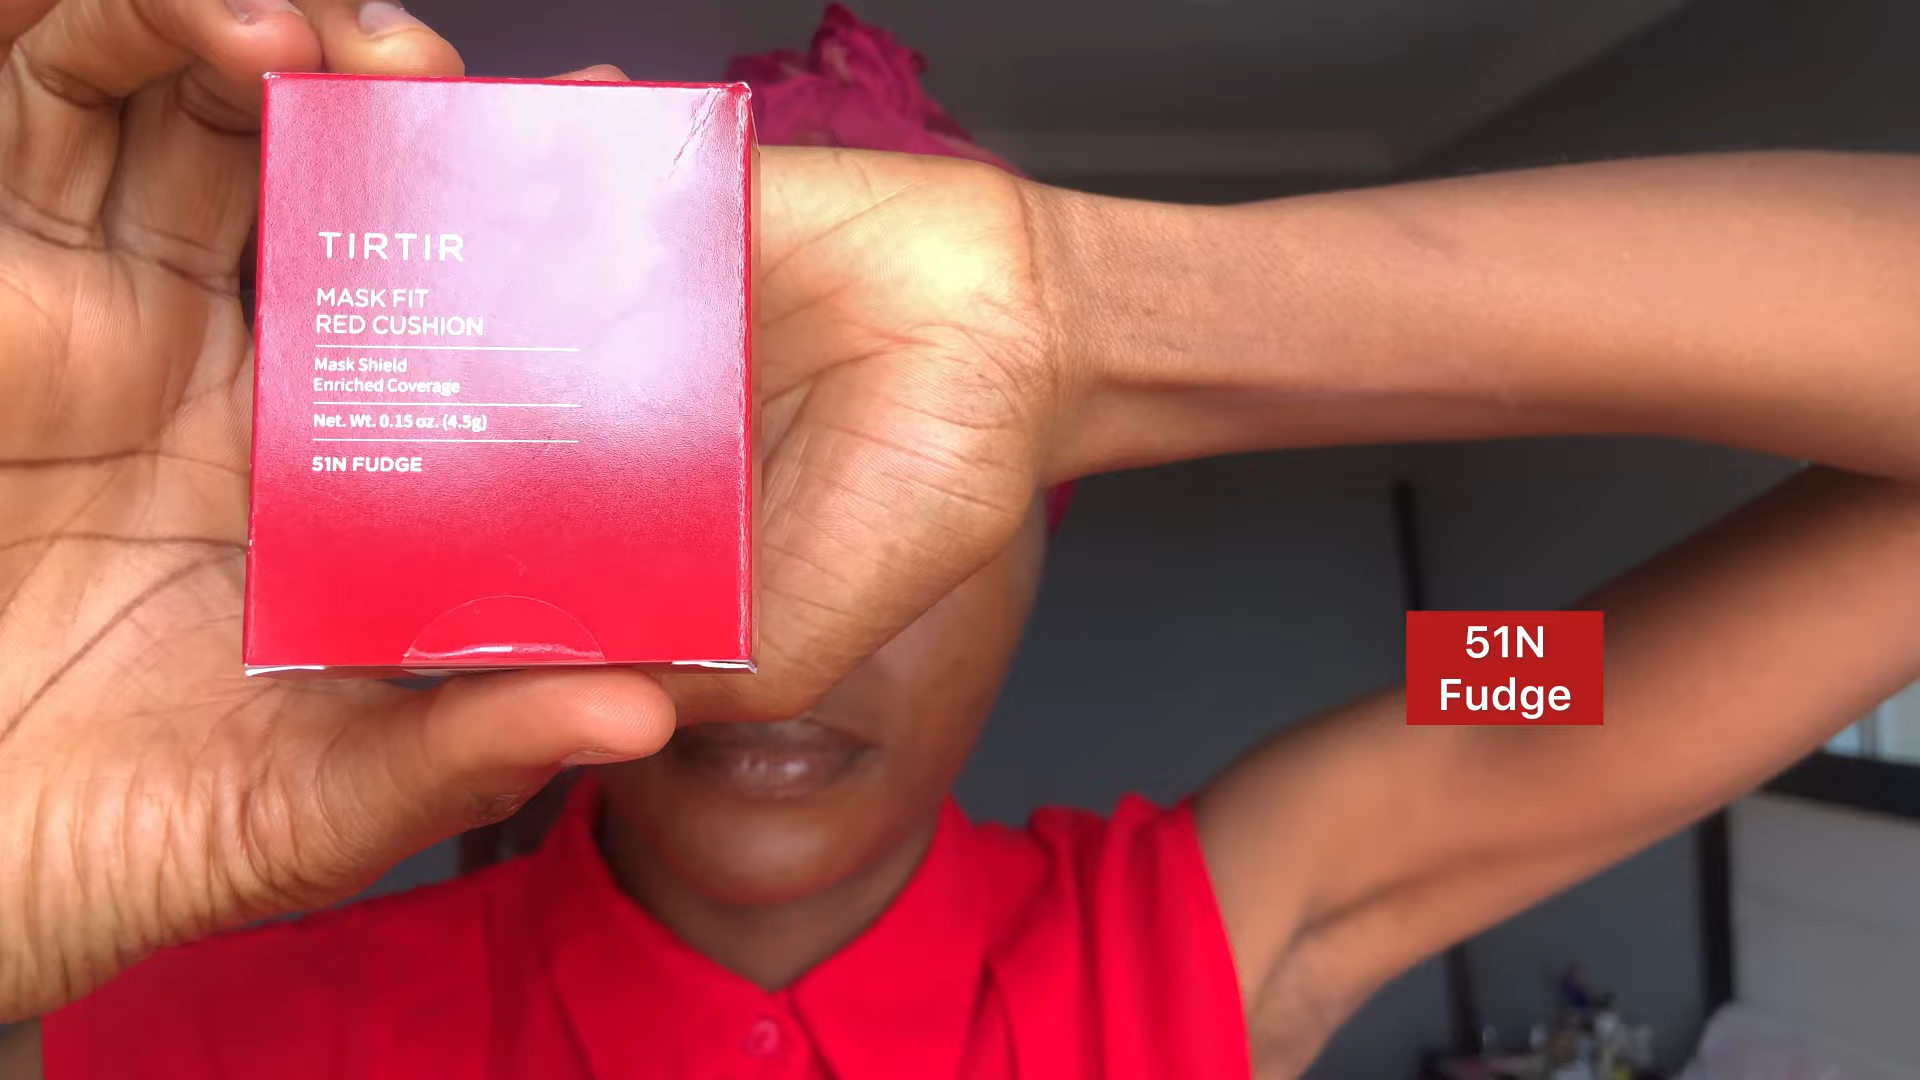 TIRTIR
MASK FIT
RED CUSHION
Mask Shield
Enriched Coverage
Net. Wt. 0.15 oz. (4.5g)
51N FUDGE
51N
Fudge